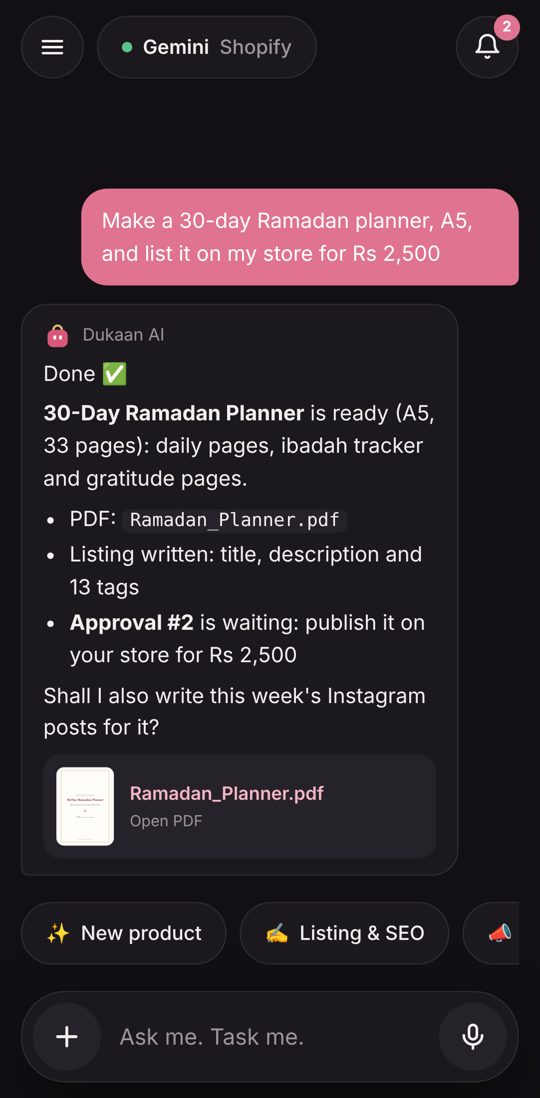 Gemini Shopify
2
Make a 30-day Ramadan planner, A5,
and list it on my store for Rs 2,500
Dukaan AI
Done ✅
30-Day Ramadan Planner is ready (A5,
33 pages): daily pages, ibadah tracker
and gratitude pages.
• PDF: Ramadan_Planner.pdf
• Listing written: title, description and
13 tags
• Approval #2 is waiting: publish it on
your store for Rs 2,500
Shall I also write this week's Instagram
posts for it?
30-Day Ramadan Planner
Ramadan_Planner.pdf
Open PDF
✨ New product
✍️ Listing & SEO
📣
Ask me. Task me.